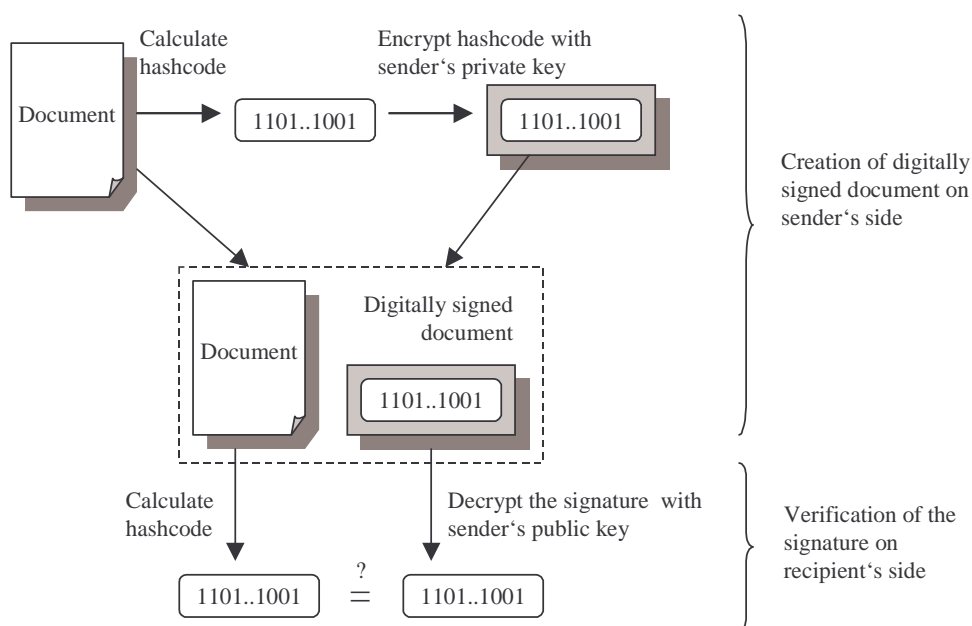 Calculate
hashcode
Encrypt hashcode with
sender‘s private key
Document
1101..1001
1101..1001
Creation of digitally
signed document on
sender‘s side
Digitally signed
document
Document
1101..1001
Calculate
hashcode
Decrypt the signature with
sender‘s public key
Verification of the
signature on
recipient‘s side
1101..1001
?
=
1101..1001